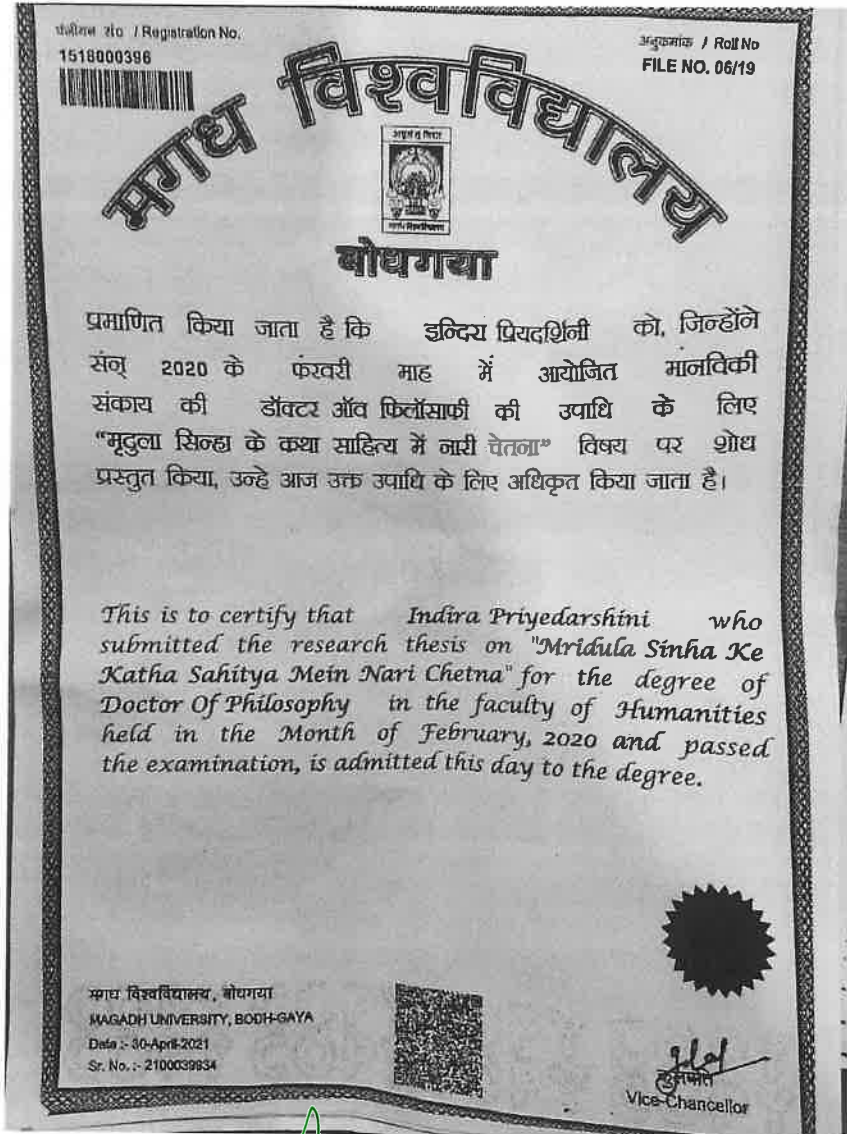 पंजीयन सं० / Registration No.
1518000396
अनुक्रमांक / Roll No
FILE NO. 06/19
मगध विश्वविद्यालय
बोधगया
प्रमाणित किया जाता है कि इन्दिरा प्रियदर्शिनी को, जिन्होंने
सन् 2020 के फरवरी माह में आयोजित मानविकी
संकाय की डॉक्टर ऑव फिलॉसाफी की उपाधि के लिए
“मृदुला सिन्हा के कथा साहित्य में नारी चेतना” विषय पर शोध
प्रस्तुत किया, उन्हे आज उक्त उपाधि के लिए अधिकृत किया जाता है।
This is to certify that Indira Priyedarshini who
submitted the research thesis on "Mridula Sinha Ke
Katha Sahitya Mein Nari Chetna" for the degree of
Doctor Of Philosophy in the faculty of Humanities
held in the Month of February, 2020 and passed
the examination, is admitted this day to the degree.
मगध विश्वविद्यालय, बोधगया
MAGADH UNIVERSITY, BODH-GAYA
Date :- 30-April-2021
Sr. No. :- 2100039834
कुलपति
Vice-Chancellor